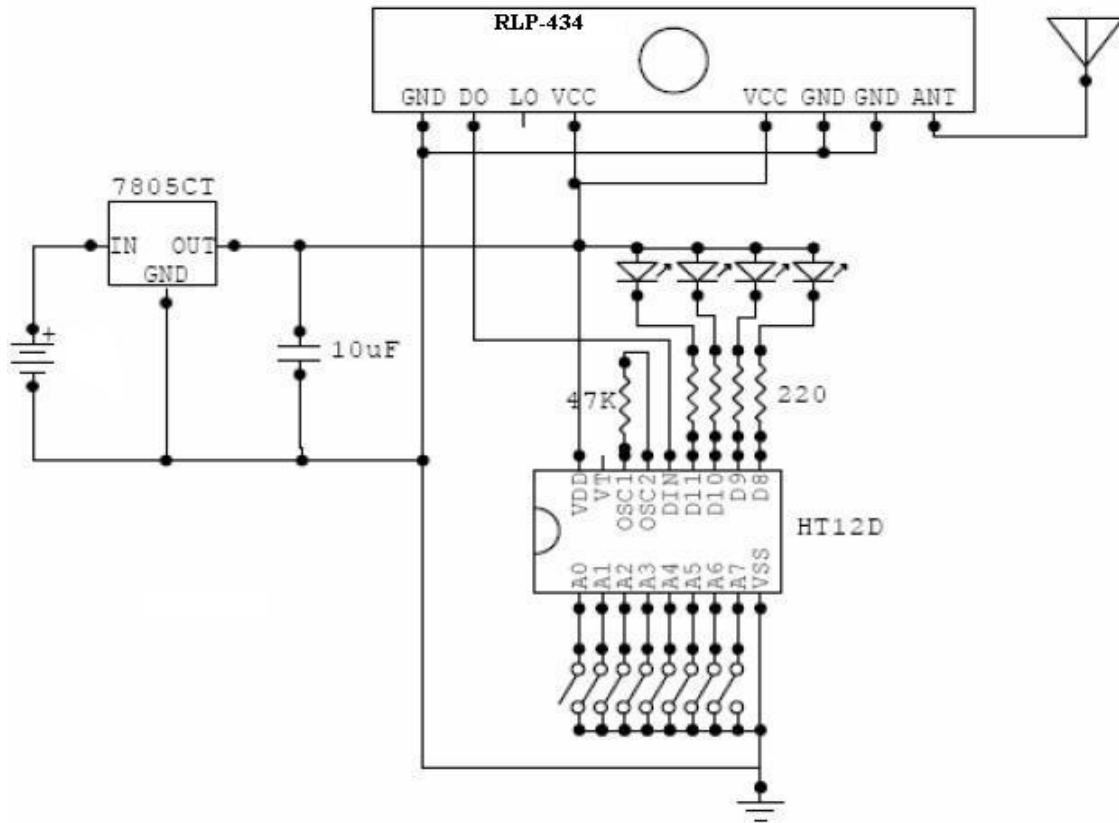 RLP-434
GND DO LO VCC VCC GND GND ANT
7805CT
IN OUT
GND
+
10uF
47K
220
VDD VT OSC1 OSC2 DIN D11 D10 D9 D8
HT12D
A0 A1 A2 A3 A4 A5 A6 A7 VSS